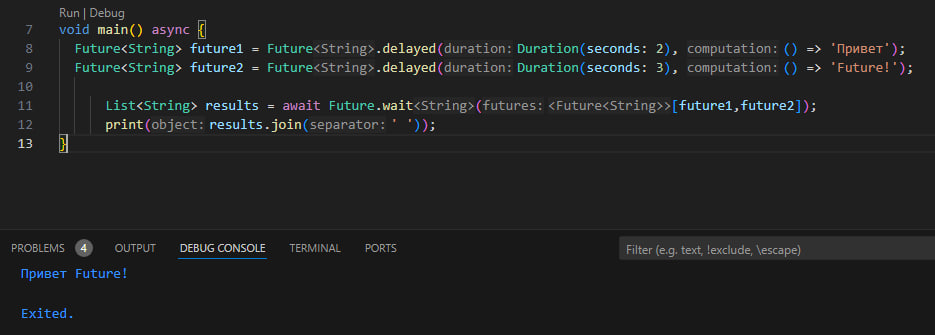 Run | Debug
7 void main() async {
8 Future<String> future1 = Future<String>.delayed(duration: Duration(seconds: 2), computation: () => 'Привет');
9 Future<String> future2 = Future<String>.delayed(duration: Duration(seconds: 3), computation: () => 'Future!');
10
11 List<String> results = await Future.wait<String>(futures: <Future<String>>[future1,future2]);
12 print(object: results.join(separator: ' '));
13 }
PROBLEMS 4 OUTPUT DEBUG CONSOLE TERMINAL PORTS Filter (e.g. text, !exclude, \escape)
Привет Future!
Exited.